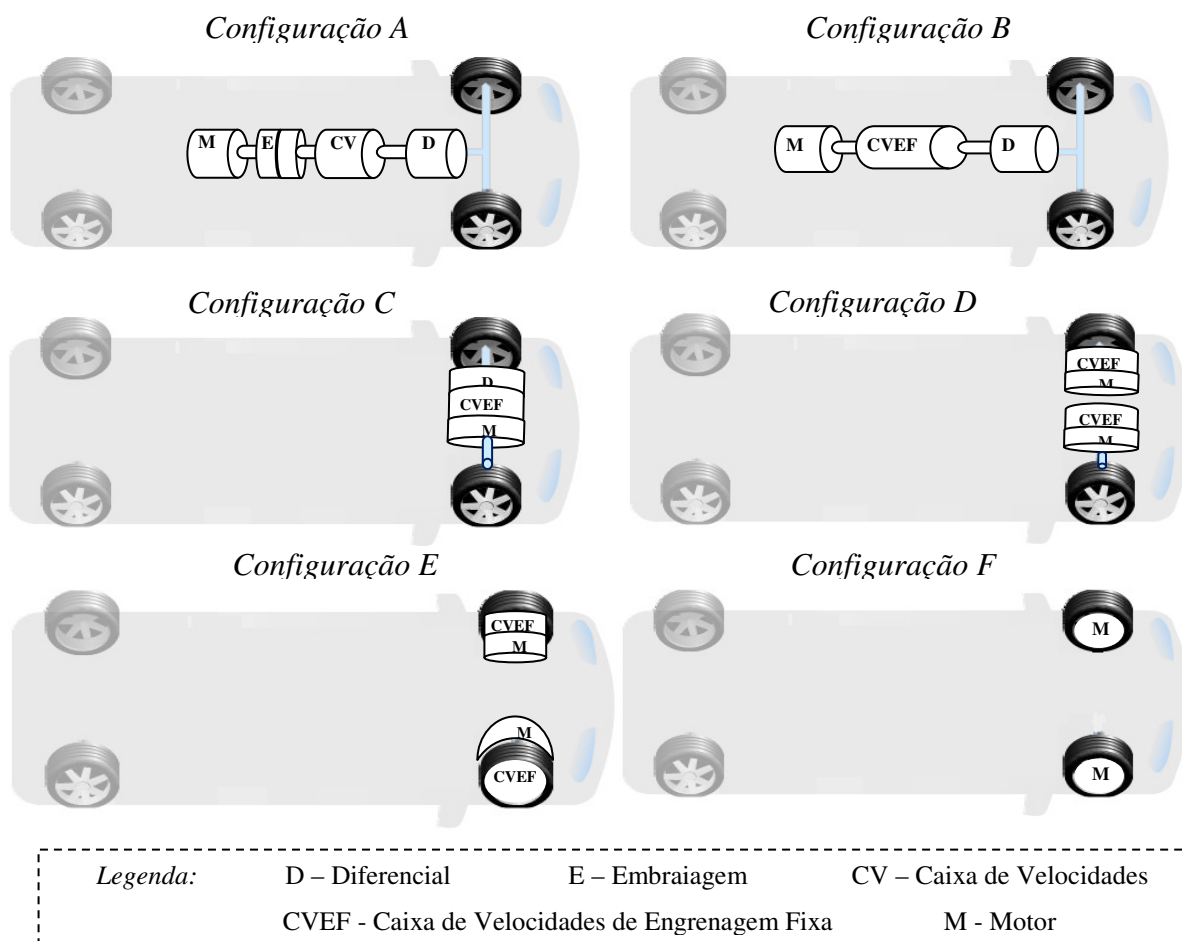 Configuração A
Configuração B
M E CV D
M CVEF D
Configuração C
Configuração D
D
CVEF
M
CVEF
M
CVEF
M
Configuração E
Configuração F
CVEF
M
M
CVEF
M
M
Legenda: D – Diferencial E – Embraiagem CV – Caixa de Velocidades
CVEF - Caixa de Velocidades de Engrenagem Fixa M - Motor